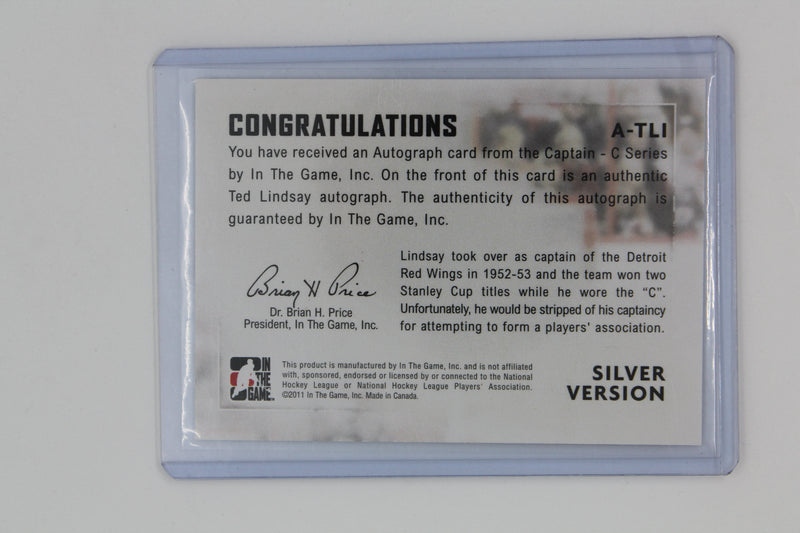 CONGRATULATIONS
A-TLI
You have received an Autograph card from the Captain - C Series
by In The Game, Inc. On the front of this card is an authentic
Ted Lindsay autograph. The authenticity of this autograph is
guaranteed by In The Game, Inc.
Lindsay took over as captain of the Detroit
Red Wings in 1952-53 and the team won two
Stanley Cup titles while he wore the “C”.
Unfortunately, he would be stripped of his captaincy
for attempting to form a players’ association.
Brian H Price
Dr. Brian H. Price
President, In The Game, Inc.
IN
THE
GAME
This product is manufactured by In The Game, Inc. and is not affiliated
with, sponsored, endorsed or licensed by or connected to the National
Hockey League or National Hockey League Players’ Association.
©2011 In The Game, Inc. Made in Canada.
SILVER
VERSION